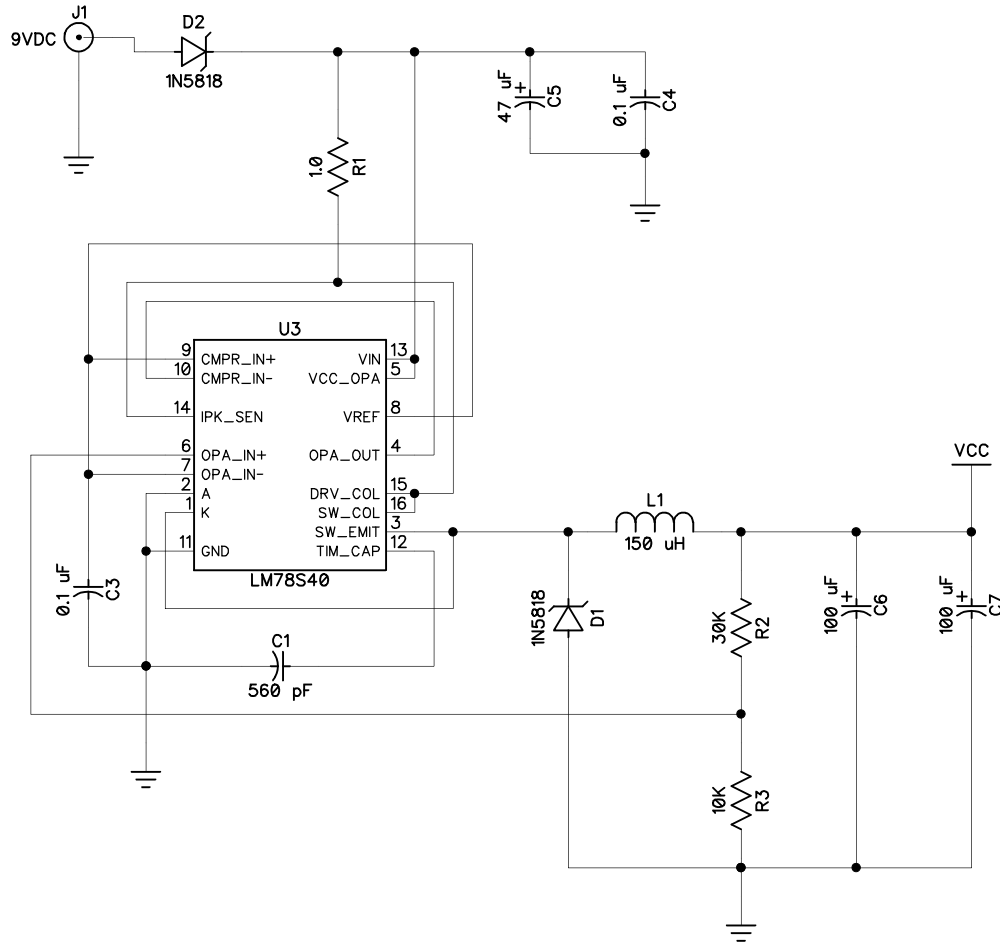 J1
9VDC
D2
1N5818
47 uF
+
C5
0.1 uF
C4
1.0
R1
U3
9 CMPR_IN+ VIN 13
10 CMPR_IN- VCC_OPA 5
14 IPK_SEN VREF 8
6 OPA_IN+ OPA_OUT 4
7 OPA_IN-
2 A DRV_COL 15
1 K SW_COL 16
SW_EMIT 3
11 GND TIM_CAP 12
LM78S40
0.1 uF
C3
C1
560 pF
VCC
L1
150 uH
1N5818
D1
30K
R2
100 uF
+
C6
100 uF
+
C7
10K
R3